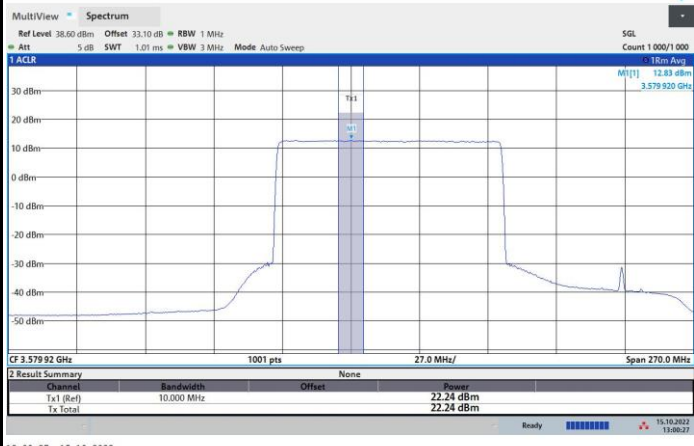 MultiView Spectrum
Ref Level 38.60 dBm Offset 33.10 dB RBW 1 MHz SGL
Att 5 dB SWT 1.01 ms VBW 3 MHz Mode Auto Sweep Count 1000/1000
1 ACLR 1Rm Avg
M1[1] 12.83 dBm
3.579 920 GHz
30 dBm
Tx1
20 dBm
M1
10 dBm
0 dBm
-10 dBm
-20 dBm
-30 dBm
-40 dBm
-50 dBm
CF 3.579 92 GHz 1001 pts 27.0 MHz/ Span 270.0 MHz
2 Result Summary None
Channel Bandwidth Offset Power
Tx1 (Ref) 10.000 MHz 22.24 dBm
Tx Total 22.24 dBm
Ready 15.10.2022
13:00:27